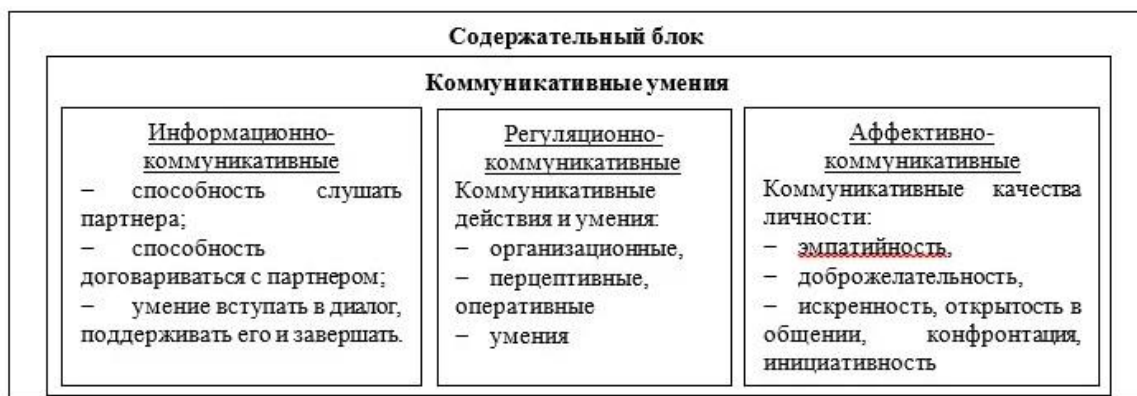 Содержательный блок
Коммуникативные умения
Информационно-
коммуникативные
– способность слушать
партнера;
– способность
договариваться с партнером;
– умение вступать в диалог,
поддерживать его и завершать.
Регуляционно-
коммуникативные
Коммуникативные
действия и умения:
– организационные,
– перцептивные,
оперативные
– умения
Аффективно-
коммуникативные
Коммуникативные качества
личности:
– эмпатийность,
– доброжелательность,
– искренность, открытость в
общении, конфронтация,
инициативность